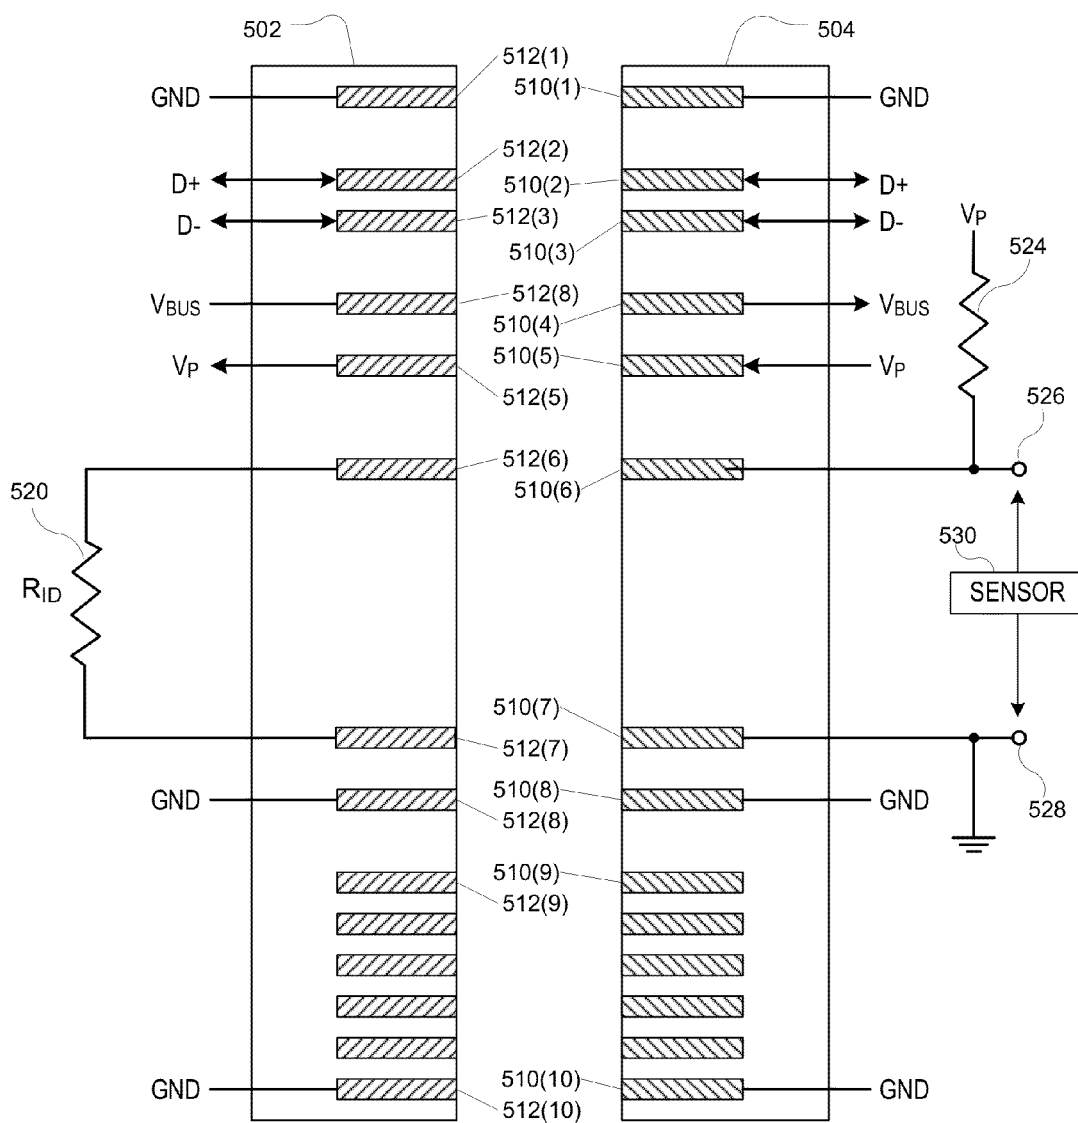 502
504
512(1)
510(1)
GND
GND
512(2)
510(2)
D+
D+
512(3)
510(3)
D-
D-
VP
524
512(8)
510(4)
VBUS
VBUS
510(5)
512(5)
VP
VP
526
512(6)
510(6)
520
530
SENSOR
RID
510(7)
512(7)
510(8)
512(8)
GND
GND
528
510(9)
512(9)
510(10)
512(10)
GND
GND